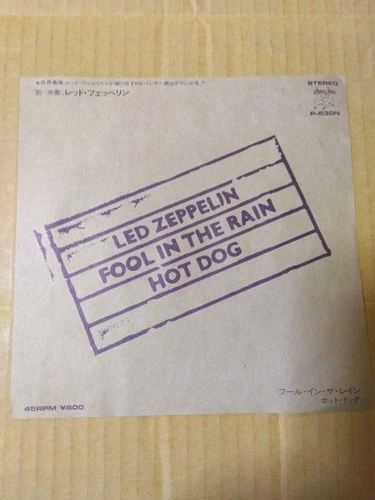 STEREO
歌・演奏：レッド・ツェッペリン
P-530N
LED ZEPPELIN
FOOL IN THE RAIN
HOT DOG
フール・イン・ザ・レイン
ホット・ドッグ
45RPM ¥600